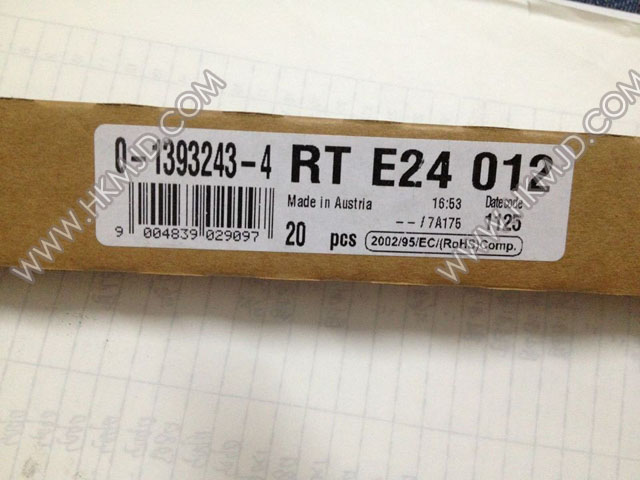 0-1393243-4 RT E24 012
Made in Austria 16:53 Datecode
--/7A175 1125
9 004839 029097 20 pcs 2002/95/EC/(RoHS)Comp.
WWW.HKMJD.COM
WWW.HKMJD.COM